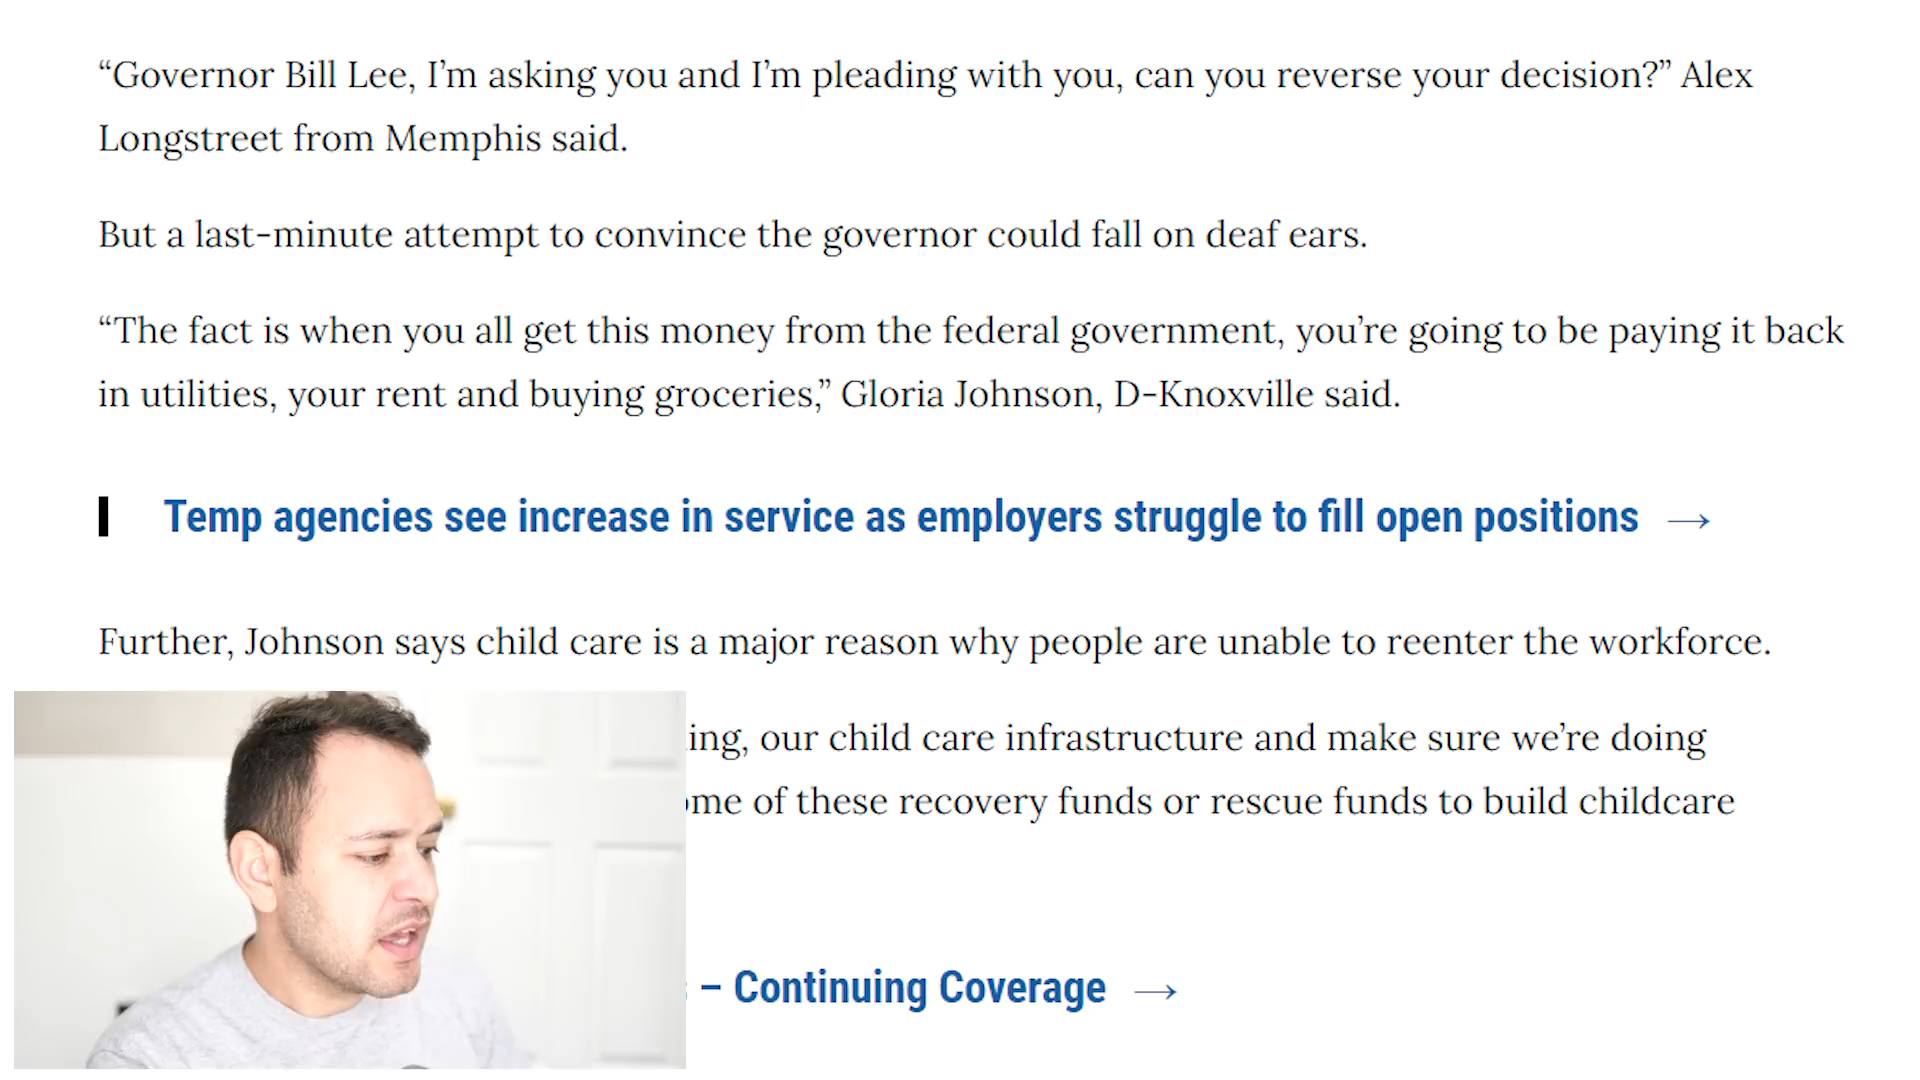 “Governor Bill Lee, I’m asking you and I’m pleading with you, can you reverse your decision?” Alex
Longstreet from Memphis said.
But a last-minute attempt to convince the governor could fall on deaf ears.
“The fact is when you all get this money from the federal government, you’re going to be paying it back
in utilities, your rent and buying groceries,” Gloria Johnson, D-Knoxville said.
Temp agencies see increase in service as employers struggle to fill open positions →
Further, Johnson says child care is a major reason why people are unable to reenter the workforce.
ing, our child care infrastructure and make sure we’re doing
ome of these recovery funds or rescue funds to build childcare
– Continuing Coverage →